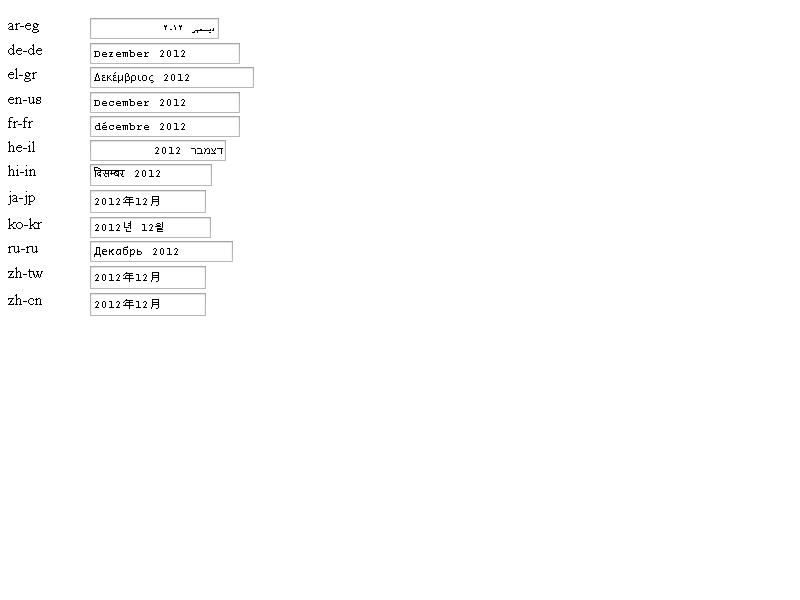 ar-eg ديسمبر ٢٠١٢
de-de Dezember 2012
el-gr Δεκέμβριος 2012
en-us December 2012
fr-fr décembre 2012
he-il דצמבר 2012
hi-in दिसम्बर 2012
ja-jp 2012年12月
ko-kr 2012년 12월
ru-ru Декабрь 2012
zh-tw 2012年12月
zh-cn 2012年12月